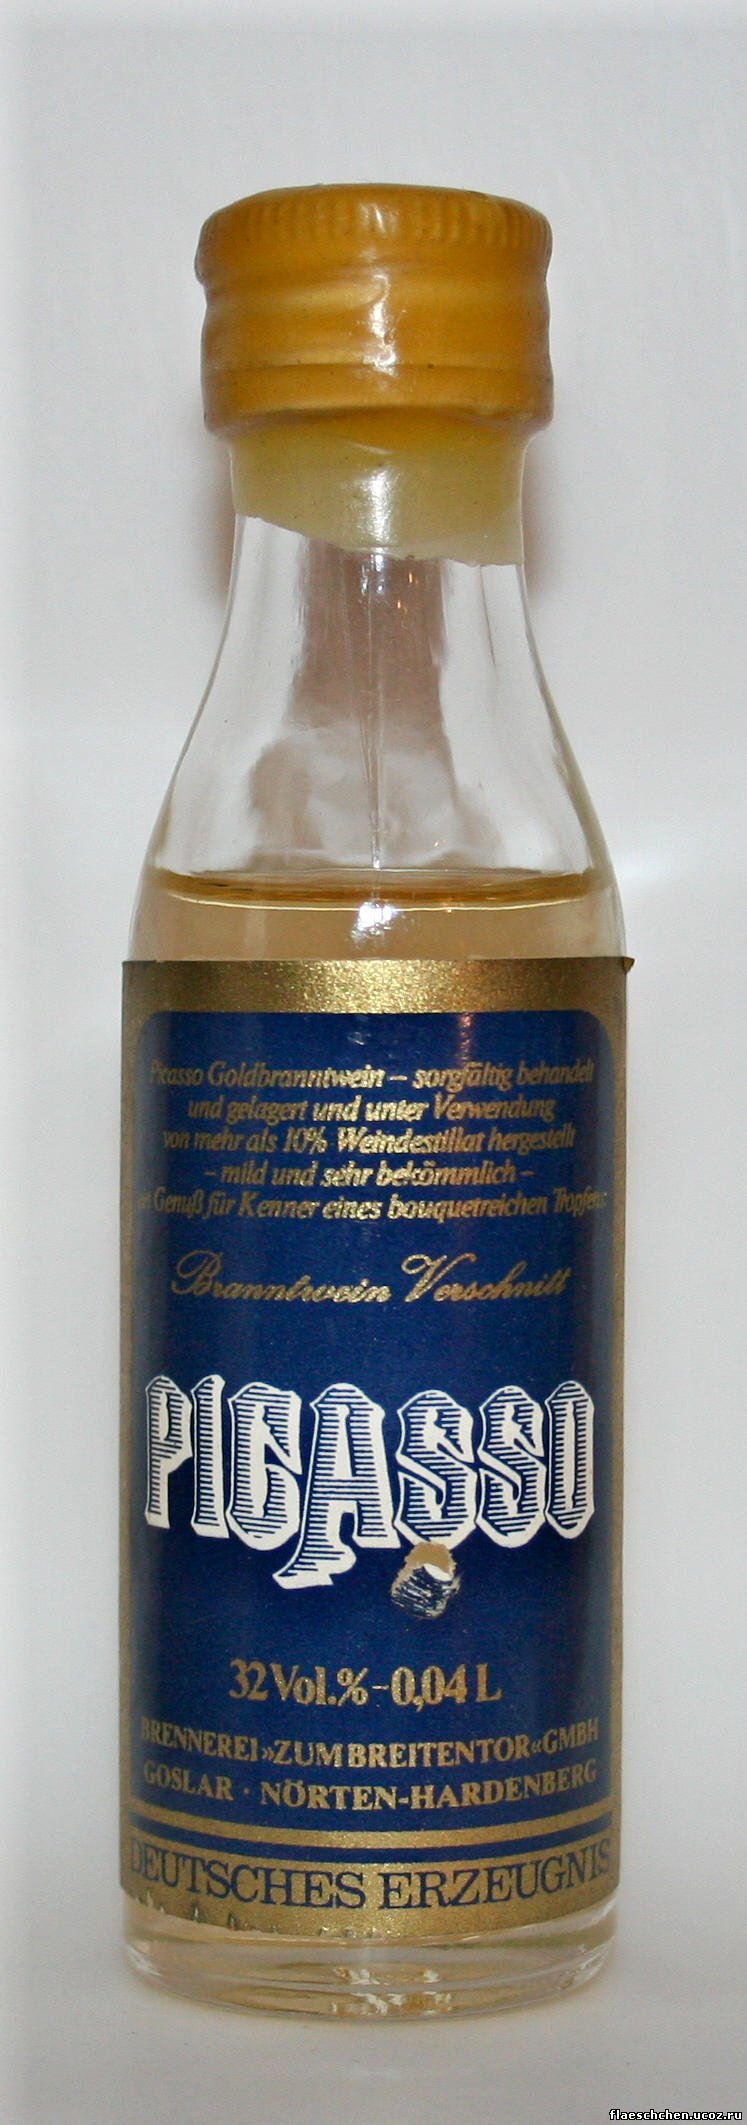 Picasso Goldbranntwein – sorgfältig behandelt
und gelagert und unter Verwendung
von mehr als 10% Weindestillat hergestellt
– mild und sehr bekömmlich –
Genuß für Kenner eines bouquetreichen Tropfens.
Branntwein Verschnitt
PICASSO
32 Vol.% - 0,04 L
BRENNEREI »ZUM BREITENTOR« GMBH
GOSLAR · NÖRTEN-HARDENBERG
DEUTSCHES ERZEUGNIS
flaeschchen.ucoz.ru